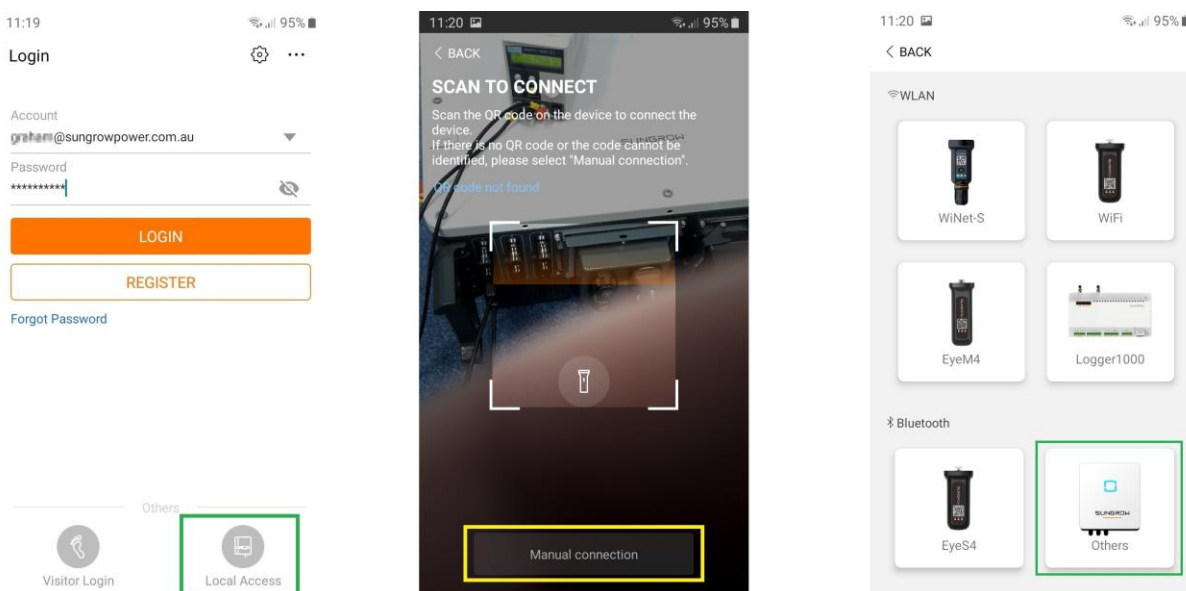 11:19
95%
Login
Account
@sungrowpower.com.au
Password
**********
LOGIN
REGISTER
Forgot Password
Others
Visitor Login
Local Access
11:20
95%
< BACK
SCAN TO CONNECT
Scan the QR code on the device to connect the
device.
If there is no QR code or the code cannot be
identified, please select "Manual connection".
QR code not found
SUNGROW
Manual connection
11:20
95%
< BACK
WLAN
WiNet-S
WiFi
EyeM4
Logger1000
Bluetooth
EyeS4
SUNGROW
Others